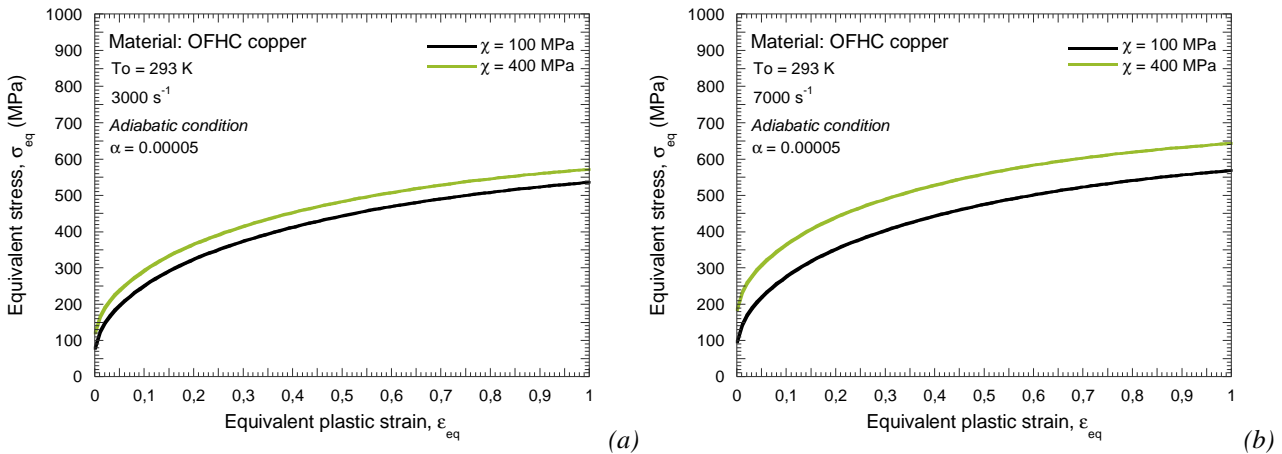 1000
900
800
700
600
500
400
300
200
100
0
Equivalent stress, σeq (MPa)
Material: OFHC copper
To = 293 K
3000 s⁻¹
Adiabatic condition
α = 0.00005
χ = 100 MPa
χ = 400 MPa
0 0,1 0,2 0,3 0,4 0,5 0,6 0,7 0,8 0,9 1
Equivalent plastic strain, εeq
(a)
1000
900
800
700
600
500
400
300
200
100
0
Equivalent stress, σeq (MPa)
Material: OFHC copper
To = 293 K
7000 s⁻¹
Adiabatic condition
α = 0.00005
χ = 100 MPa
χ = 400 MPa
0 0,1 0,2 0,3 0,4 0,5 0,6 0,7 0,8 0,9 1
Equivalent plastic strain, εeq
(b)